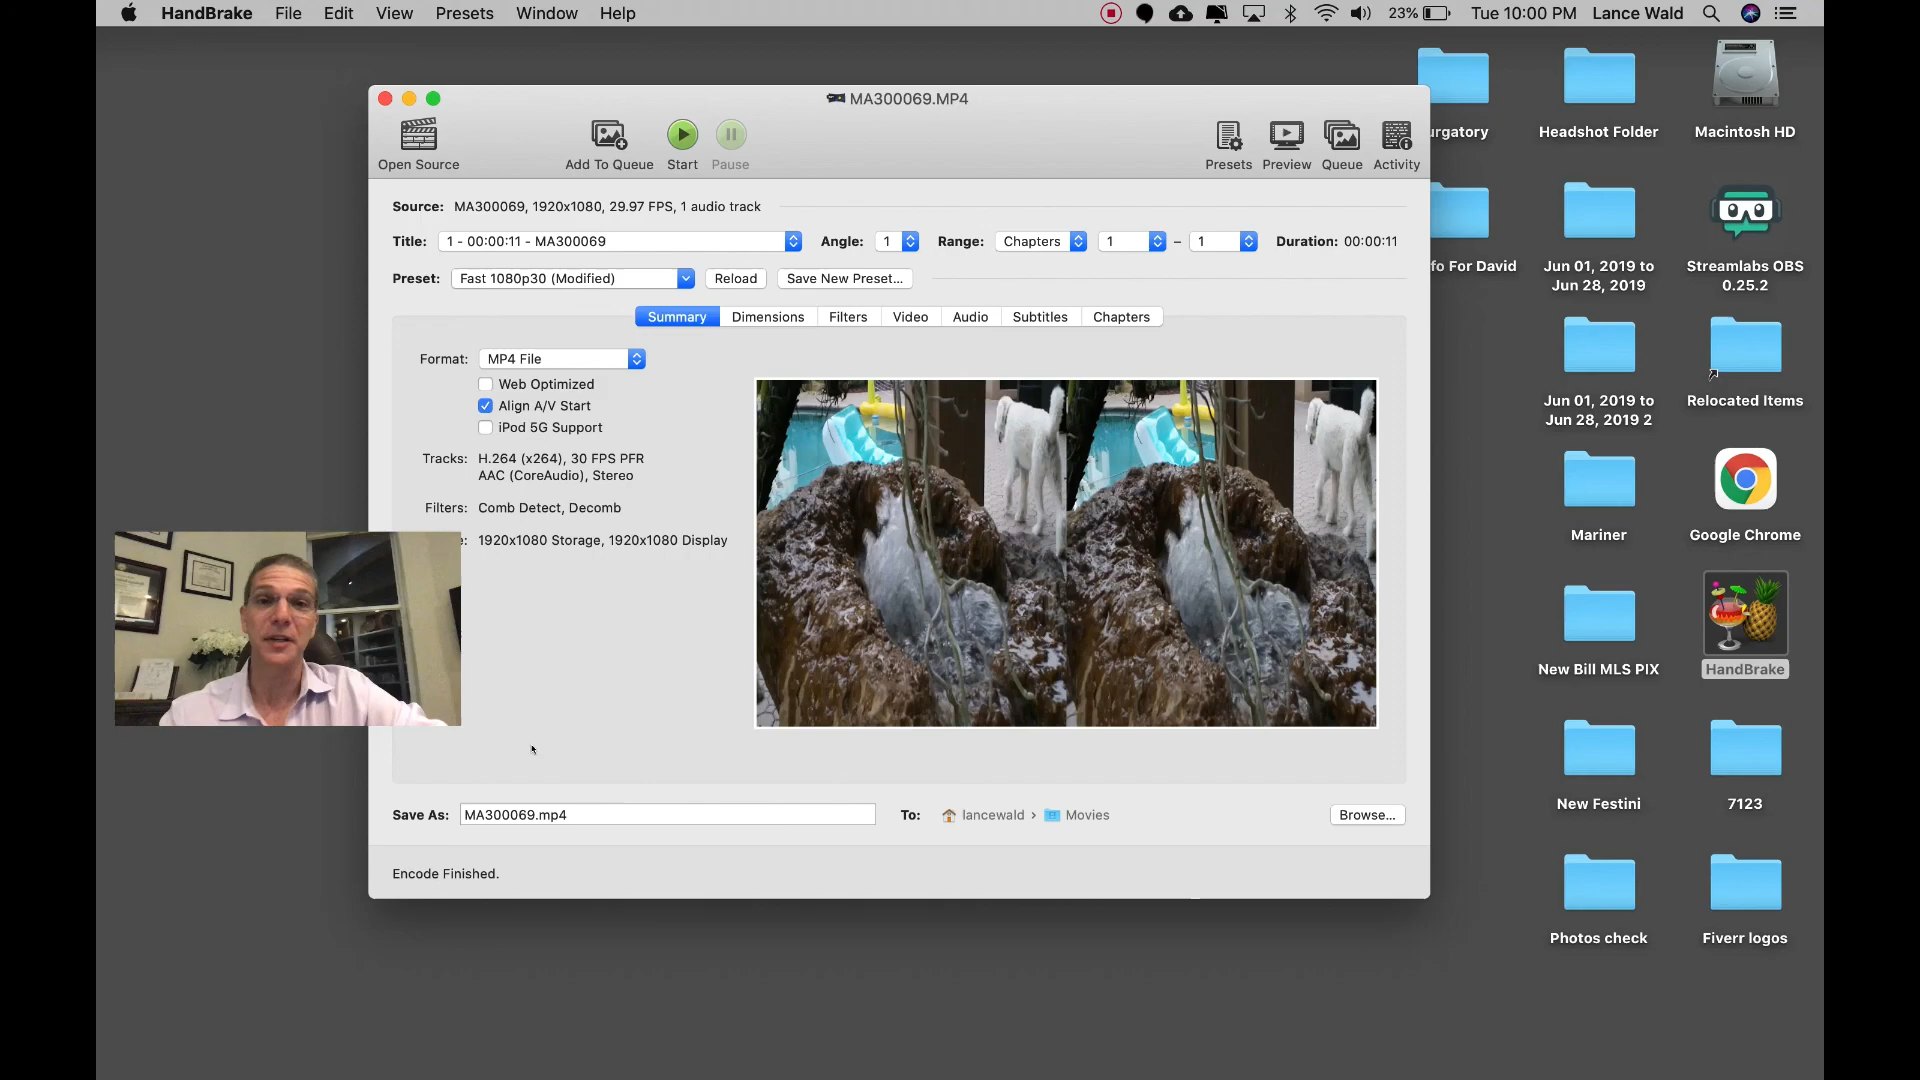 HandBrake File Edit View Presets Window Help 23% Tue 10:00 PM Lance Wald
MA300069.MP4
Open Source Add To Queue Start Pause Presets Preview Queue Activity
Source: MA300069, 1920x1080, 29.97 FPS, 1 audio track
Title: 1 - 00:00:11 - MA300069 Angle: 1 Range: Chapters 1 – 1 Duration: 00:00:11
Preset: Fast 1080p30 (Modified) Reload Save New Preset...
Summary Dimensions Filters Video Audio Subtitles Chapters
Format: MP4 File
Web Optimized
Align A/V Start
iPod 5G Support
Tracks: H.264 (x264), 30 FPS PFR
AAC (CoreAudio), Stereo
Filters: Comb Detect, Decomb
e: 1920x1080 Storage, 1920x1080 Display
Save As: MA300069.mp4 To: lancewald › Movies Browse...
Encode Finished.
urgatory Headshot Folder Macintosh HD
fo For David Jun 01, 2019 to
Jun 28, 2019 Streamlabs OBS
0.25.2
Jun 01, 2019 to
Jun 28, 2019 2 Relocated Items
Mariner Google Chrome
New Bill MLS PIX HandBrake
New Festini 7123
Photos check Fiverr logos